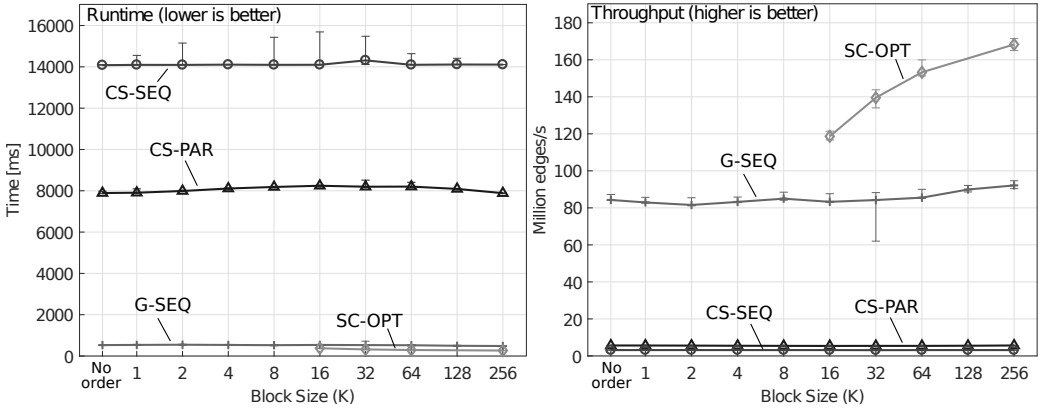 Runtime (lower is better)
Time [ms]
16000
14000
12000
10000
8000
6000
4000
2000
0
CS-SEQ
CS-PAR
G-SEQ
SC-OPT
No
order
1 2 4 8 16 32 64 128 256
Block Size (K)
Throughput (higher is better)
Million edges/s
180
160
140
120
100
80
60
40
20
0
SC-OPT
G-SEQ
CS-SEQ
CS-PAR
No
order
1 2 4 8 16 32 64 128 256
Block Size (K)